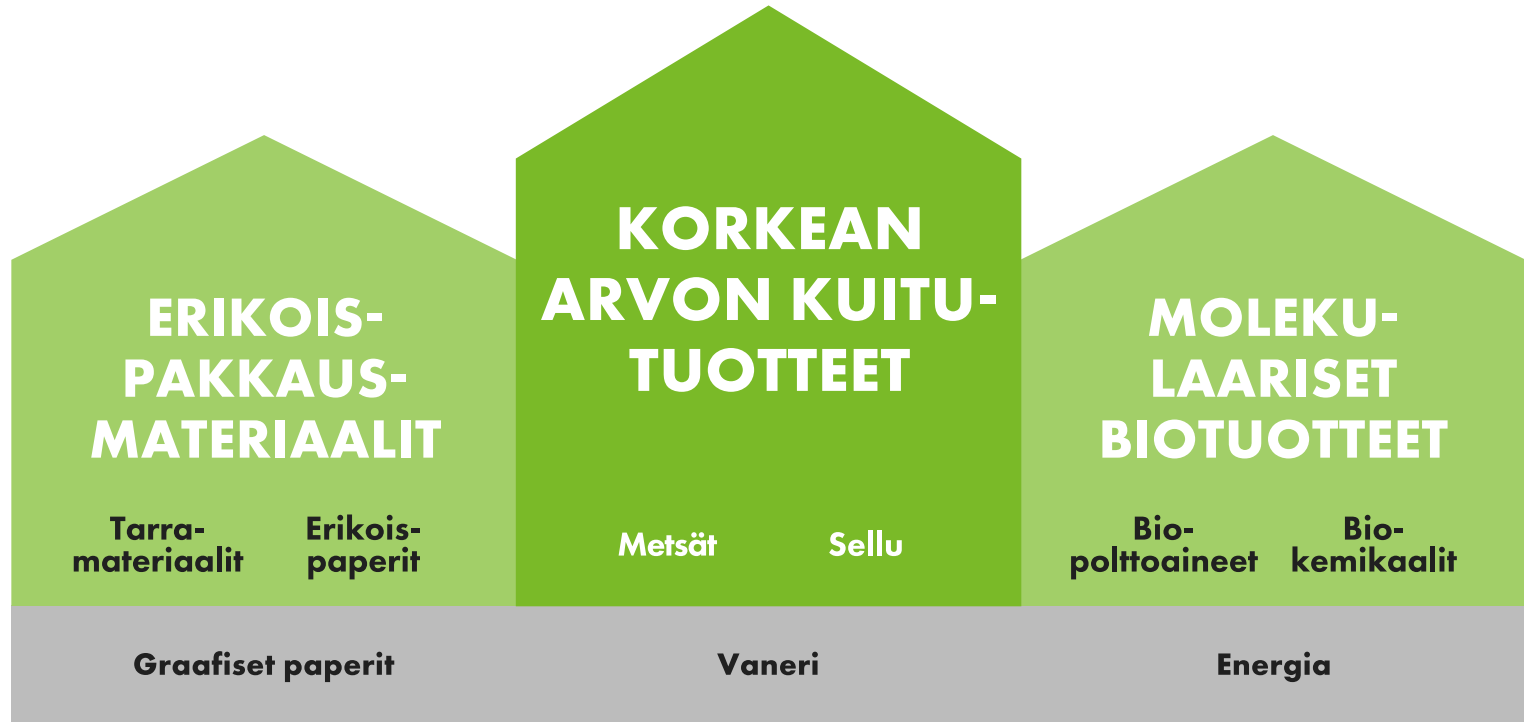 ERIKOIS-
PAKKAUS-
MATERIAALIT
Tarra-
materiaalit
Erikois-
paperit
KORKEAN
ARVON KUITU-
TUOTTEET
Metsät
Sellu
MOLEKU-
LAARISET
BIOTUOTTEET
Bio-
polttoaineet
Bio-
kemikaalit
Graafiset paperit
Vaneri
Energia